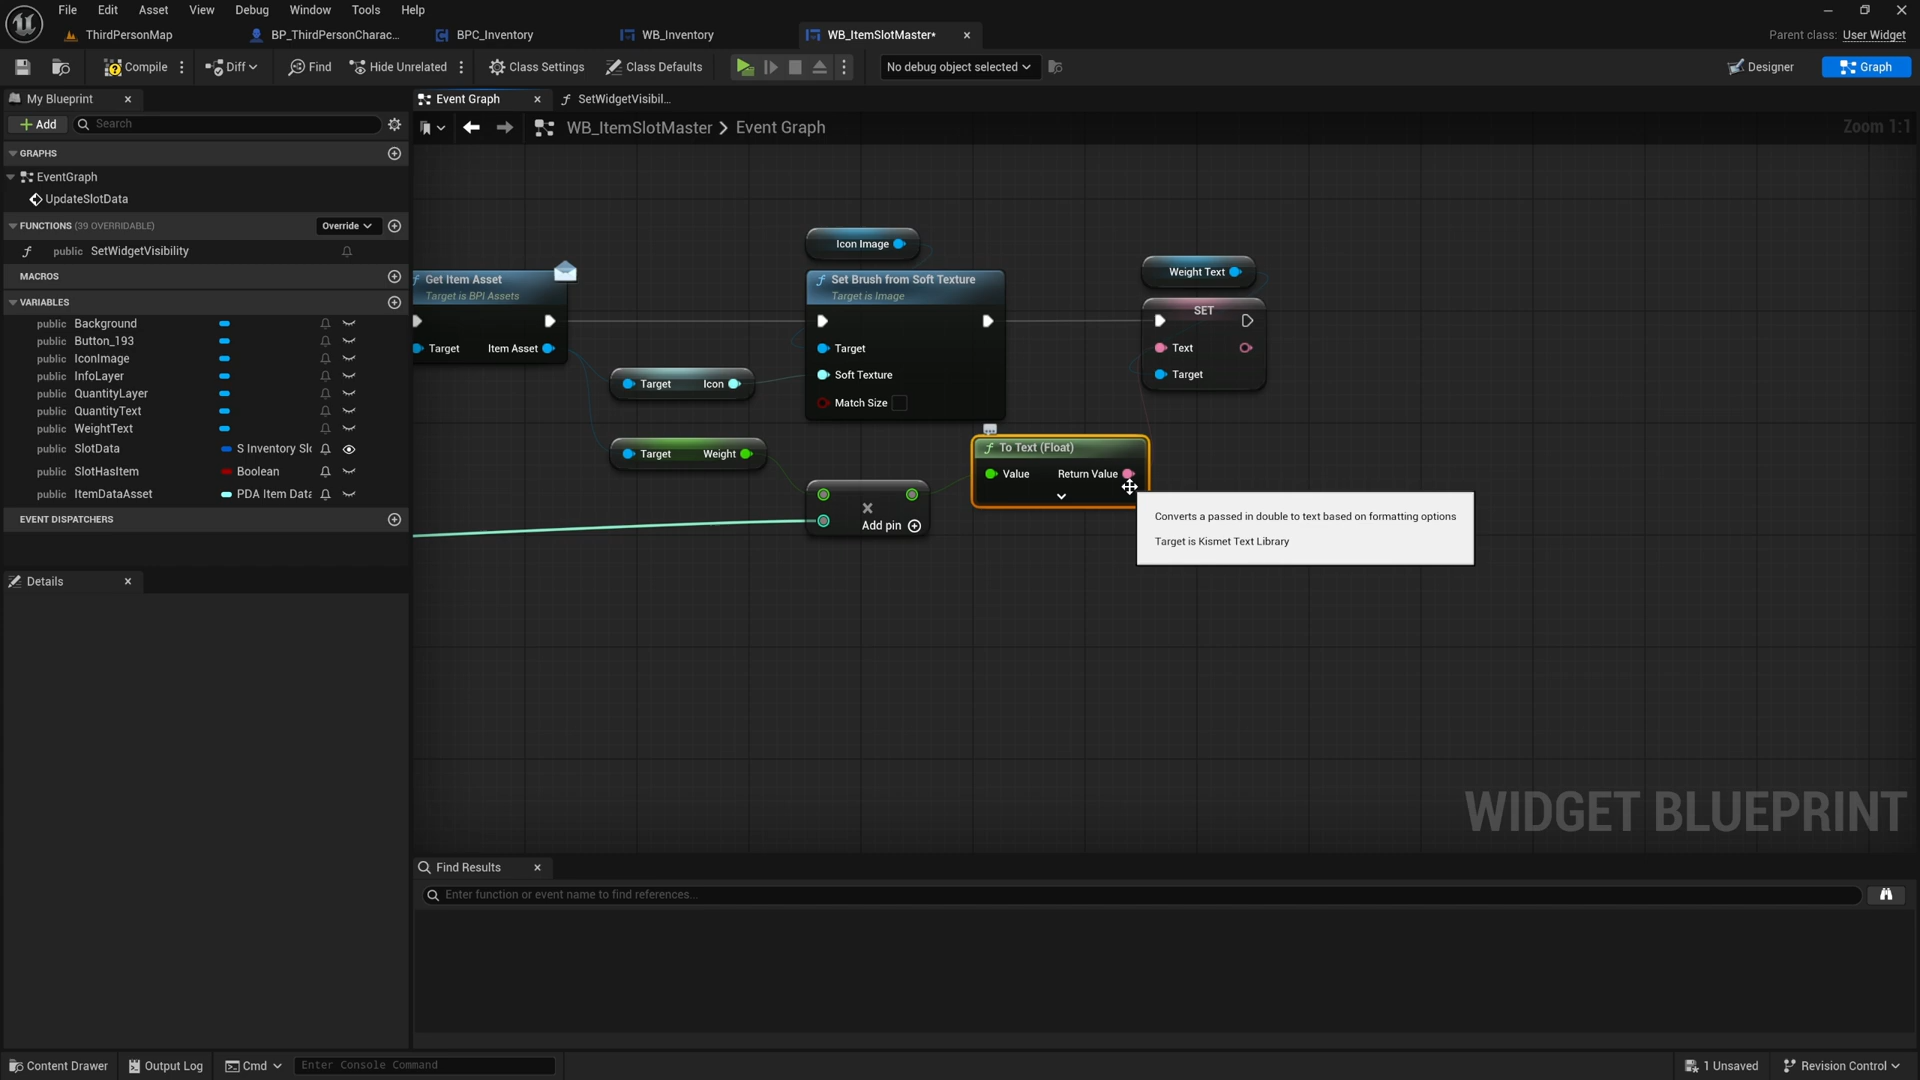 File Edit Asset View Debug Window Tools Help
ThirdPersonMap BP_ThirdPersonCharac... BPC_Inventory WB_Inventory WB_ItemSlotMaster* Parent class: User Widget
Compile Diff Find Hide Unrelated Class Settings Class Defaults No debug object selected Designer Graph
My Blueprint
Add Search
GRAPHS
EventGraph
UpdateSlotData
FUNCTIONS (39 OVERRIDABLE) Override
public SetWidgetVisibility
MACROS
VARIABLES
public Background
public Button_193
public IconImage
public InfoLayer
public QuantityLayer
public QuantityText
public WeightText
public SlotData S Inventory Slo
public SlotHasItem Boolean
public ItemDataAsset PDA Item Data
EVENT DISPATCHERS
Details
Event Graph SetWidgetVisibil...
WB_ItemSlotMaster > Event Graph Zoom 1:1
Icon Image
Get Item Asset
Target is BPI Assets
Target Item Asset
Set Brush from Soft Texture
Target is Image
Target
Soft Texture
Match Size
Weight Text
SET
Text
Target
Target Icon
Target Weight
Add pin
To Text (Float)
Value Return Value
Converts a passed in double to text based on formatting options
Target is Kismet Text Library
WIDGET BLUEPRINT
Find Results
Enter function or event name to find references...
Content Drawer Output Log Cmd Enter Console Command 1 Unsaved Revision Control